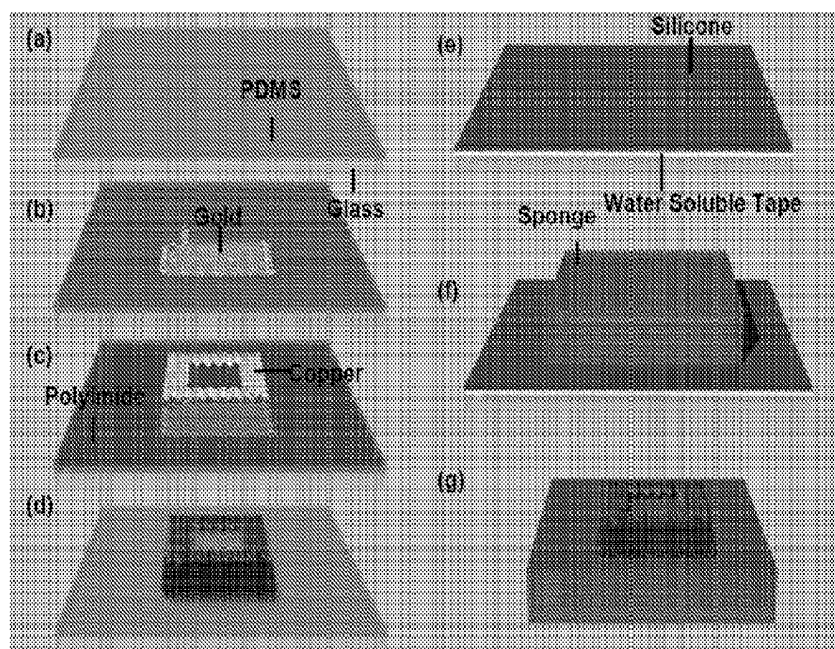 (a)
PDMS
Glass
(b)
Gold
(c)
Copper
Polyimide
(d)
(e)
Silicone
Water Soluble Tape
Sponge
(f)
(g)